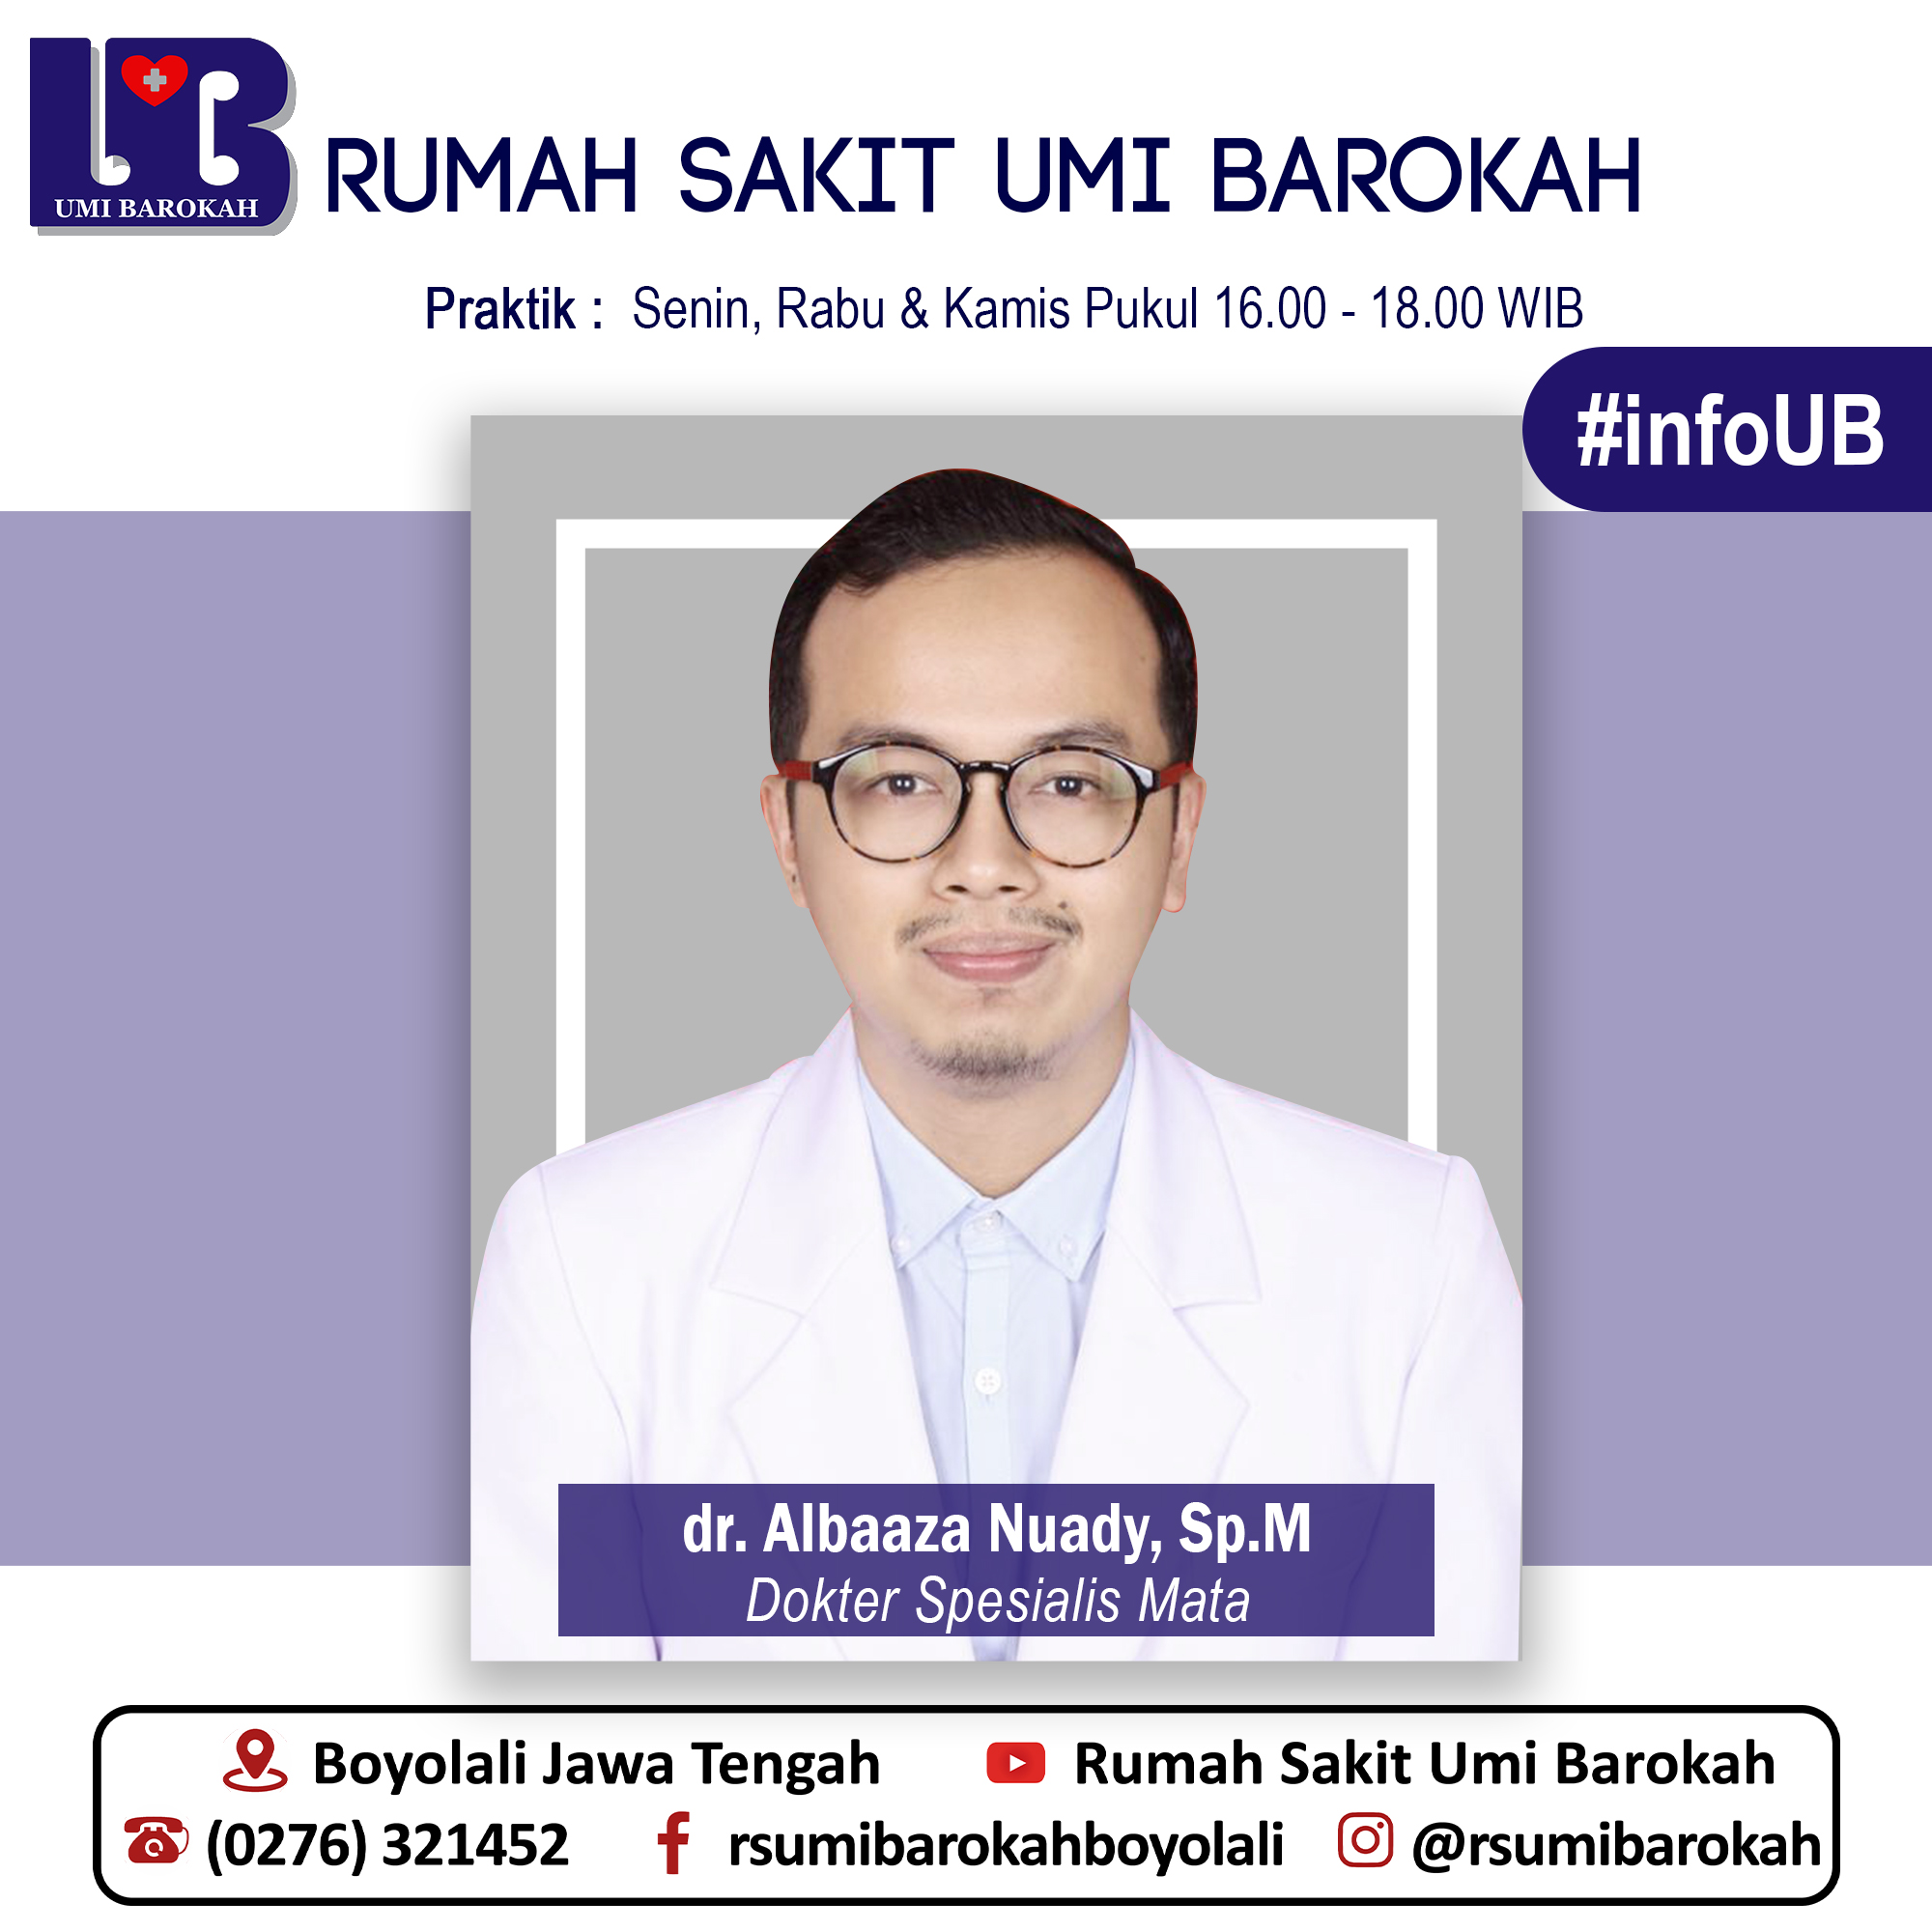 UMI BAROKAH
RUMAH SAKIT UMI BAROKAH
Praktik : Senin, Rabu & Kamis Pukul 16.00 - 18.00 WIB
#infoUB
dr. Albaaza Nuady, Sp.M
Dokter Spesialis Mata
Boyolali Jawa Tengah Rumah Sakit Umi Barokah
(0276) 321452 rsumibarokahboyolali @rsumibarokah